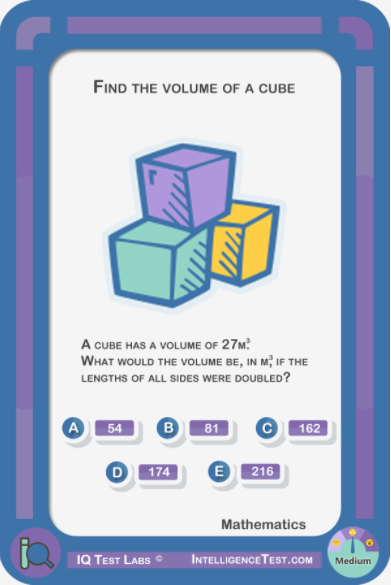 Find the volume of a cube
A cube has a volume of 27m³.
What would the volume be, in m³, if the
lengths of all sides were doubled?
A 54 B 81 C 162
D 174 E 216
Mathematics
iQ IQ Test Labs © IntelligenceTest.com Medium